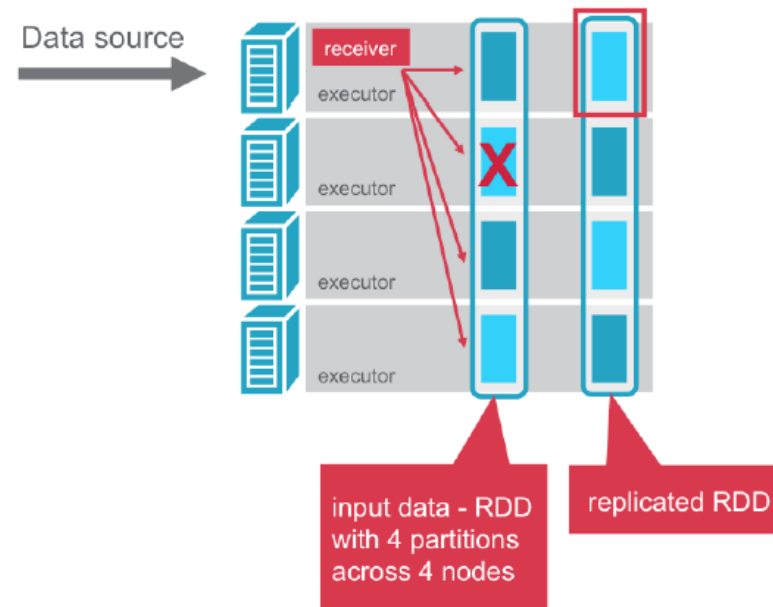 Data source
receiver
executor
X
executor
executor
executor
input data - RDD
with 4 partitions
across 4 nodes
replicated RDD